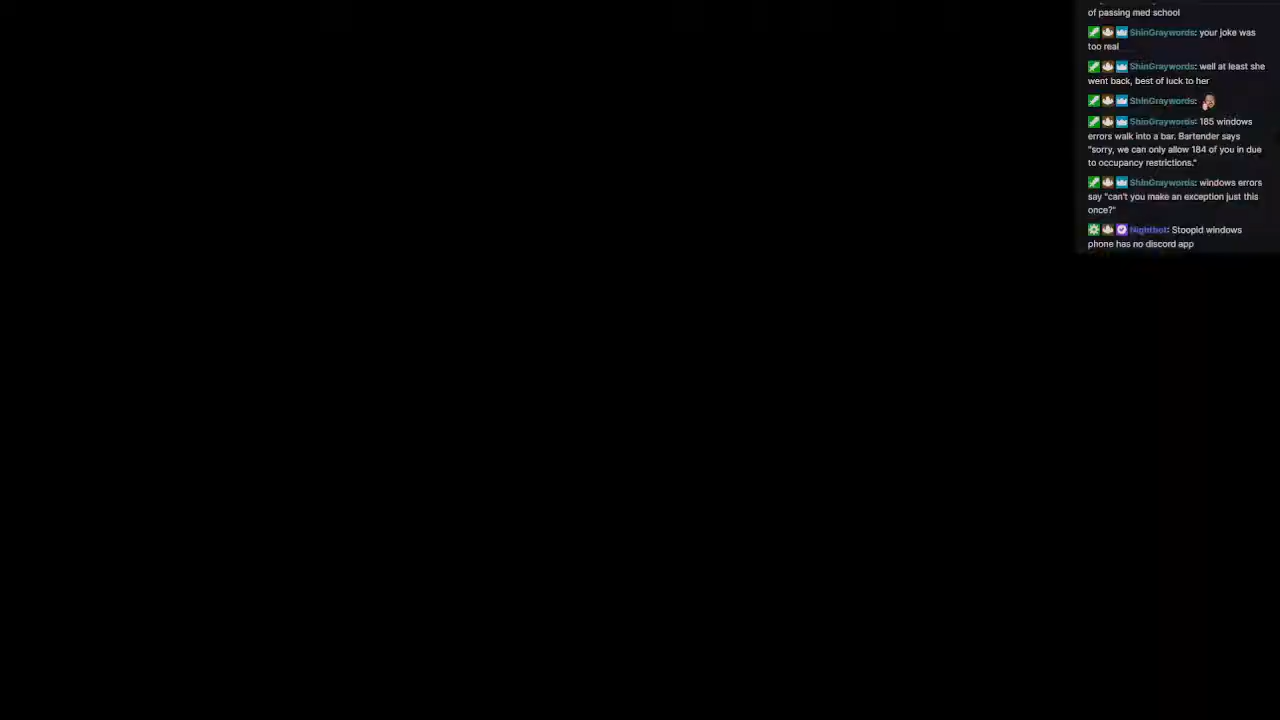 of passing med school
ShinGraywords: your joke was
too real
ShinGraywords: well at least she
went back, best of luck to her
ShinGraywords:
ShinGraywords: 185 windows
errors walk into a bar. Bartender says
"sorry, we can only allow 184 of you in due
to occupancy restrictions."
ShinGraywords: windows errors
say "can't you make an exception just this
once?"
Nightbot: StoopId windows
phone has no discord app